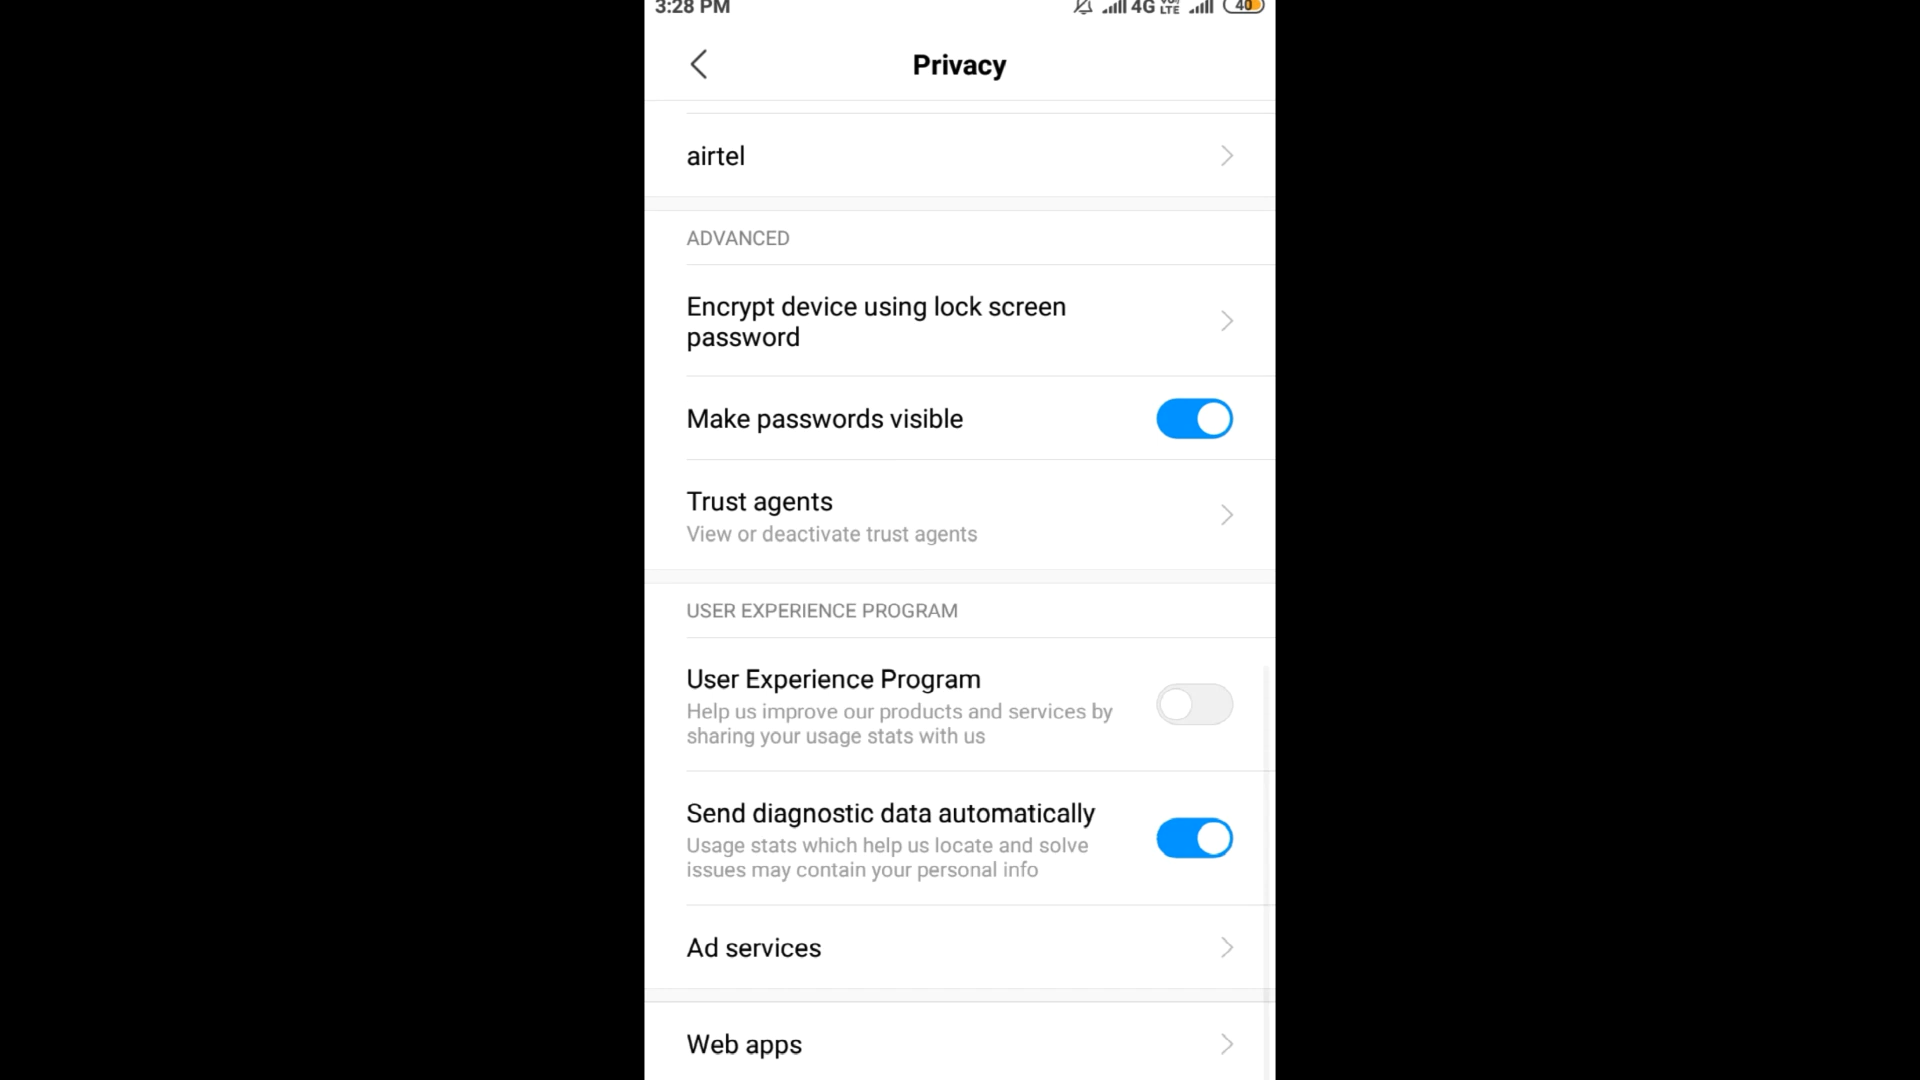 3:28 PM 4G LTE 40
Privacy
airtel
ADVANCED
Encrypt device using lock screen
password
Make passwords visible
Trust agents
View or deactivate trust agents
USER EXPERIENCE PROGRAM
User Experience Program
Help us improve our products and services by
sharing your usage stats with us
Send diagnostic data automatically
Usage stats which help us locate and solve
issues may contain your personal info
Ad services
Web apps